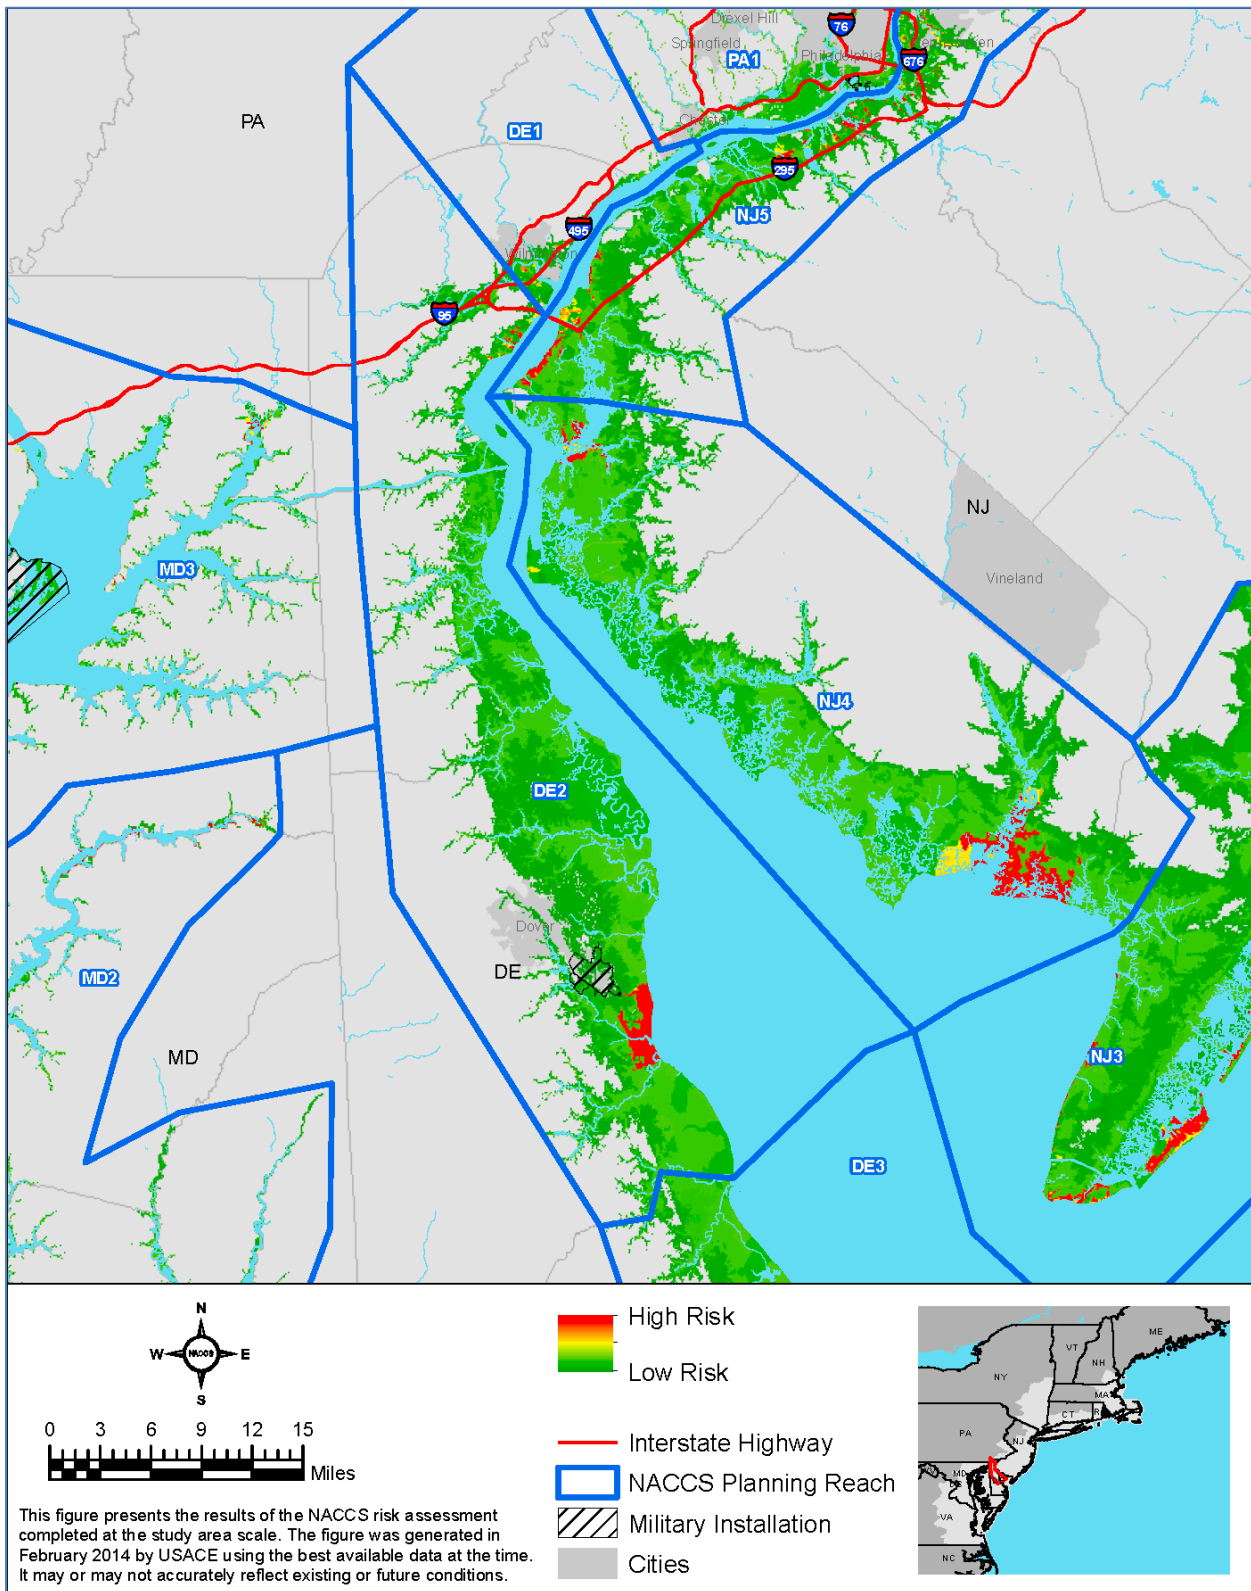 Drexel Hill
76
Springfield
Philadelphia
PA1
676
PA
Chester
DE1
295
NJ5
495
Wilmington
95
NJ
MD3
Vineland
NJ4
DE2
Dover
DE
MD2
MD
NJ3
DE3
N
W
NACCS
E
S
0 3 6 9 12 15
Miles
High Risk
Low Risk
Interstate Highway
NACCS Planning Reach
Military Installation
Cities
This figure presents the results of the NACCS risk assessment
completed at the study area scale. The figure was generated in
February 2014 by USACE using the best available data at the time.
It may or may not accurately reflect existing or future conditions.
ME
VT
NH
NY
MA
CT
PA
NJ
MD
VA
NC